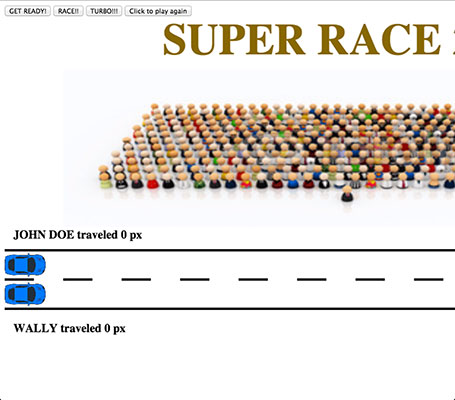 GET READY! RACE!! TURBO!!! Click to play again
SUPER RACE
JOHN DOE traveled 0 px
WALLY traveled 0 px